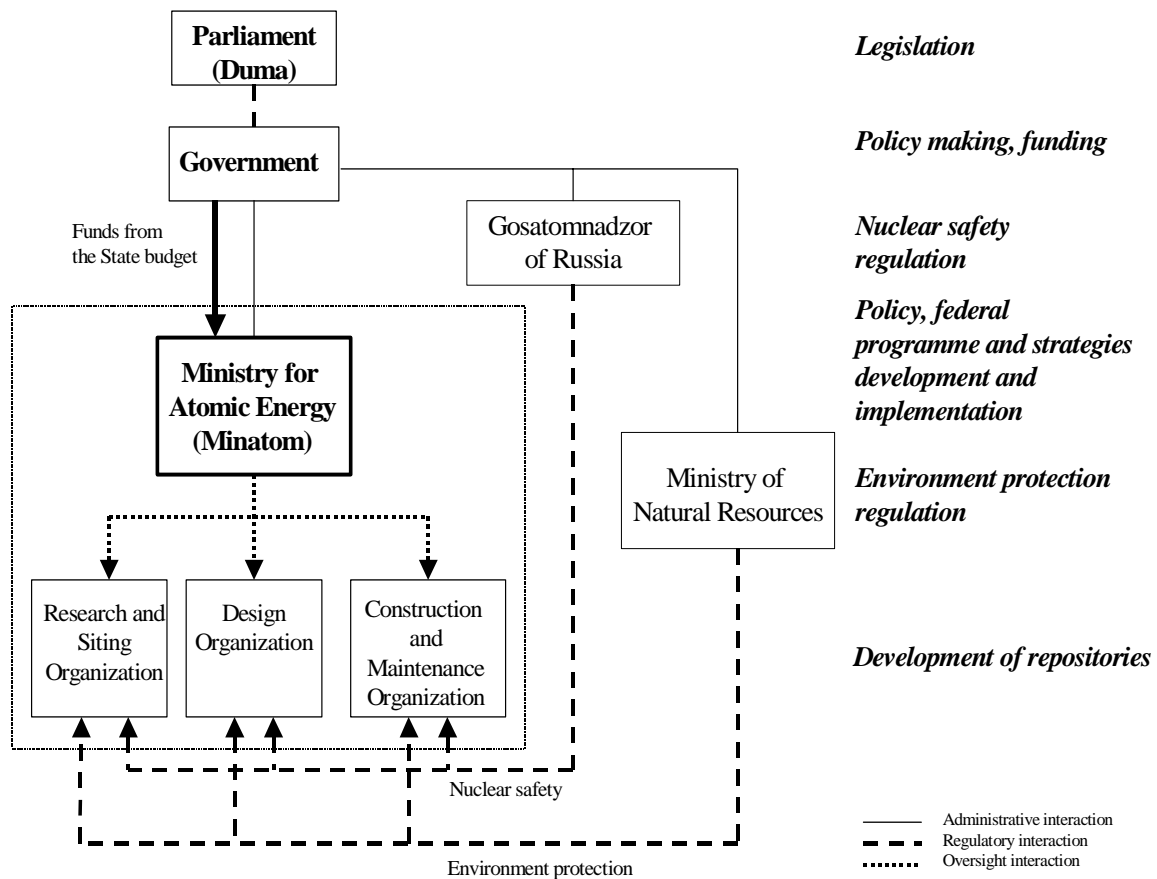 Parliament
(Duma)
Legislation
Government
Policy making, funding
Funds from
the State budget
Gosatomnadzor
of Russia
Nuclear safety
regulation
Ministry for
Atomic Energy
(Minatom)
Policy, federal
programme and strategies
development and
implementation
Ministry of
Natural Resources
Environment protection
regulation
Research and
Siting
Organization
Design
Organization
Construction
and
Maintenance
Organization
Development of repositories
Nuclear safety
Environment protection
Administrative interaction
Regulatory interaction
Oversight interaction